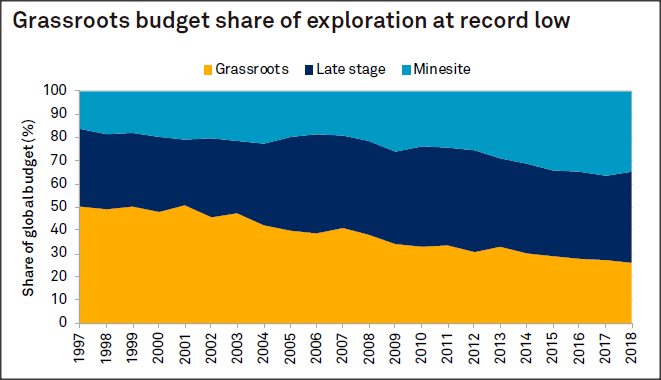 Grassroots budget share of exploration at record low
Grassroots Late stage Minesite
Share of global budget (%)
100
90
80
70
60
50
40
30
20
10
0
1997 1998 1999 2000 2001 2002 2003 2004 2005 2006 2007 2008 2009 2010 2011 2012 2013 2014 2015 2016 2017 2018